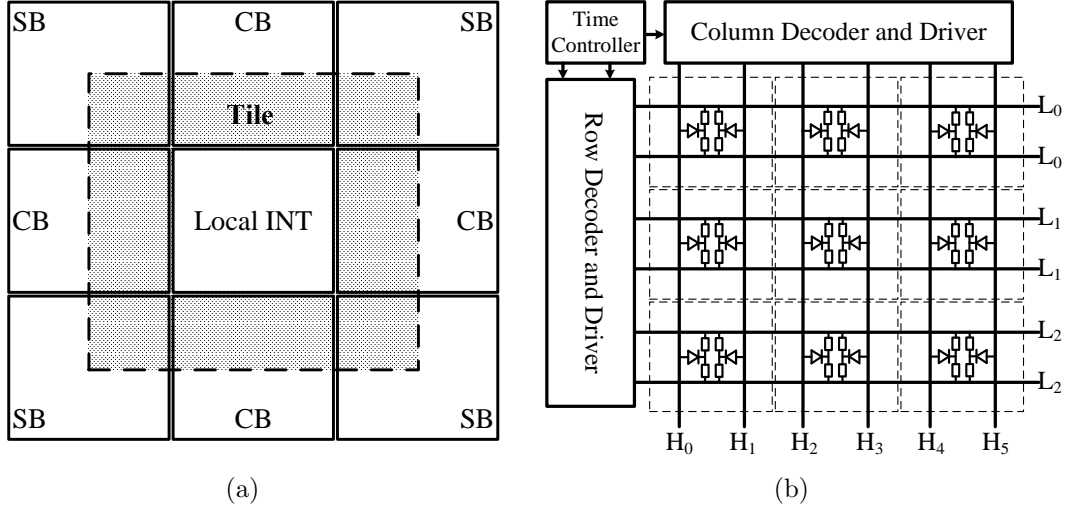 SB CB SB
Tile
CB Local INT CB
SB CB SB
(a)
Time
Controller
Column Decoder and Driver
Row Decoder and Driver
L₀
L₀
L₁
L₁
L₂
L₂
H₀ H₁ H₂ H₃ H₄ H₅
(b)